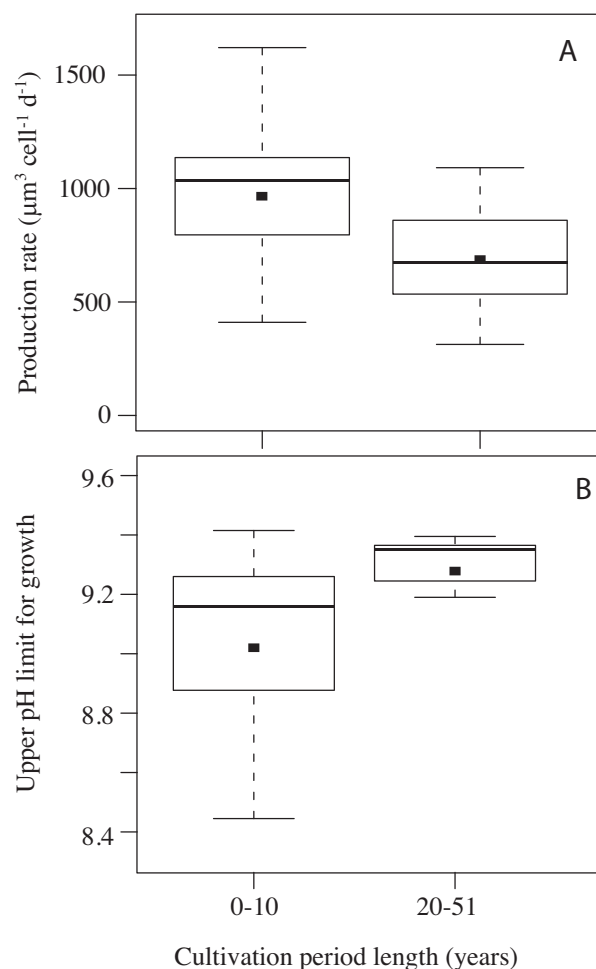 A
1500
1000
500
0
Production rate (μm³ cell⁻¹ d⁻¹)
B
9.6
9.2
8.8
8.4
Upper pH limit for growth
0-10 20-51
Cultivation period length (years)